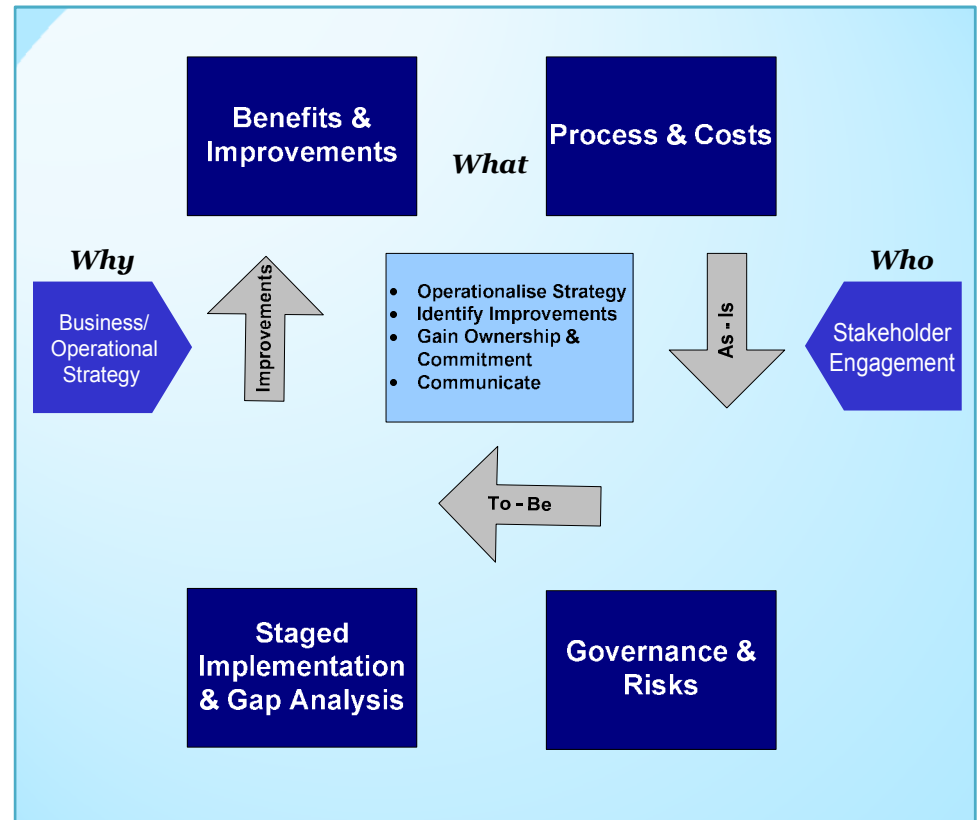 Benefits &
Improvements
What
Process & Costs
Why
Business/
Operational
Strategy
Improvements
• Operationalise Strategy
• Identify Improvements
• Gain Ownership &
Commitment
• Communicate
As - Is
Who
Stakeholder
Engagement
To - Be
Staged
Implementation
& Gap Analysis
Governance &
Risks